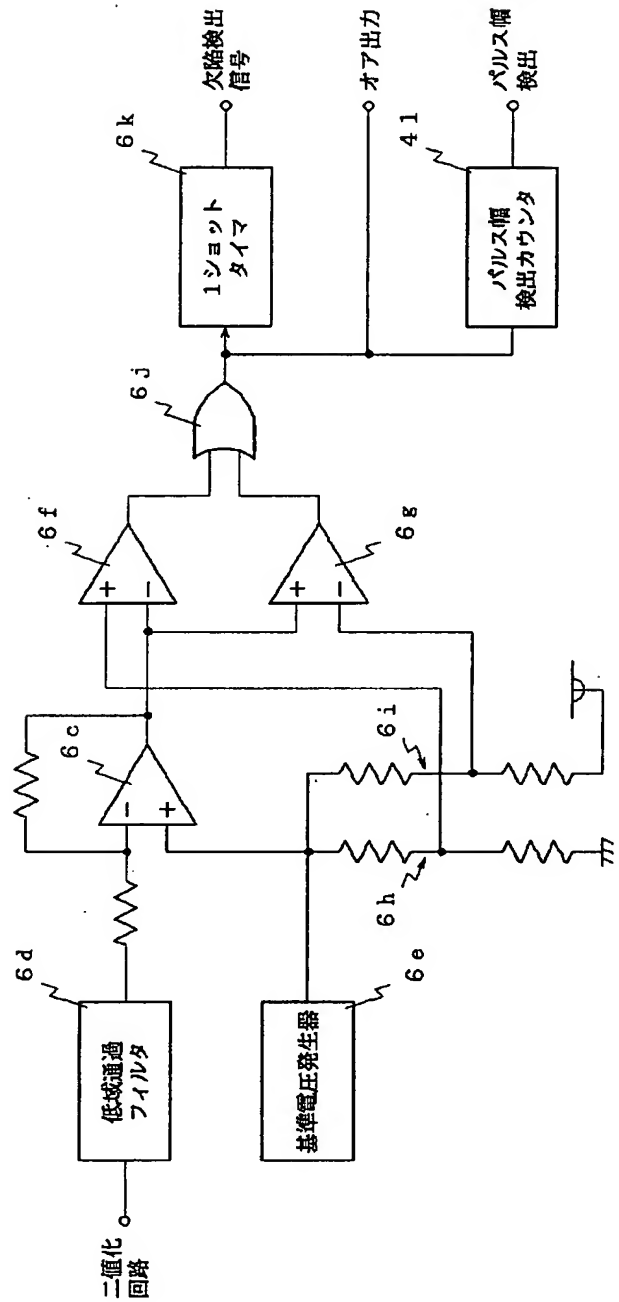 二値化
回路
低域通過
フィルタ
6d
基準電圧発生器
6e
6c
－
＋
6h
6i
6f
＋
－
6g
＋
－
6j
6k
1ショット
タイマ
欠陥検出
信号
オア出力
パルス幅
検出カウンタ
41
パルス幅
検出